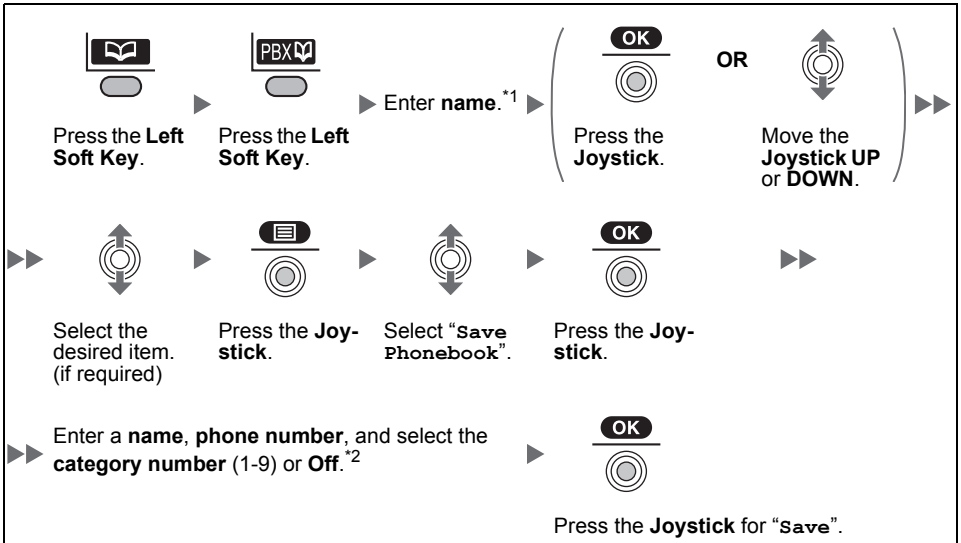 PBX
OK
OR
Press the Left
Soft Key.
Press the Left
Soft Key.
Enter name.*1
Press the
Joystick.
Move the
Joystick UP
or DOWN.
OK
Select the
desired item.
(if required)
Press the Joy-
stick.
Select “Save
Phonebook”.
Press the Joy-
stick.
Enter a name, phone number, and select the
category number (1-9) or Off.*2
OK
Press the Joystick for “Save”.